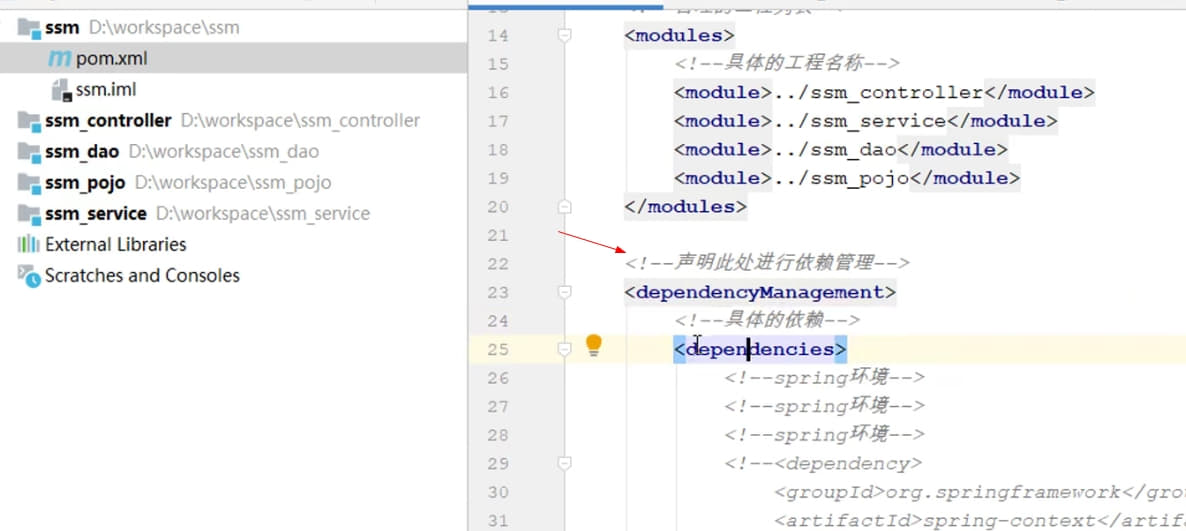 ssm D:\workspace\ssm
pom.xml
ssm.iml
ssm_controller D:\workspace\ssm_controller
ssm_dao D:\workspace\ssm_dao
ssm_pojo D:\workspace\ssm_pojo
ssm_service D:\workspace\ssm_service
External Libraries
Scratches and Consoles
14 <modules>
15 <!--具体的工程名称-->
16 <module>../ssm_controller</module>
17 <module>../ssm_service</module>
18 <module>../ssm_dao</module>
19 <module>../ssm_pojo</module>
20 </modules>
21
22 <!--声明此处进行依赖管理-->
23 <dependencyManagement>
24 <!--具体的依赖-->
25 <dependencies>
26 <!--spring环境-->
27 <!--spring环境-->
28 <!--spring环境-->
29 <!--<dependency>
30 <groupId>org.springframework</grou
31 <artifactId>spring-context</artif